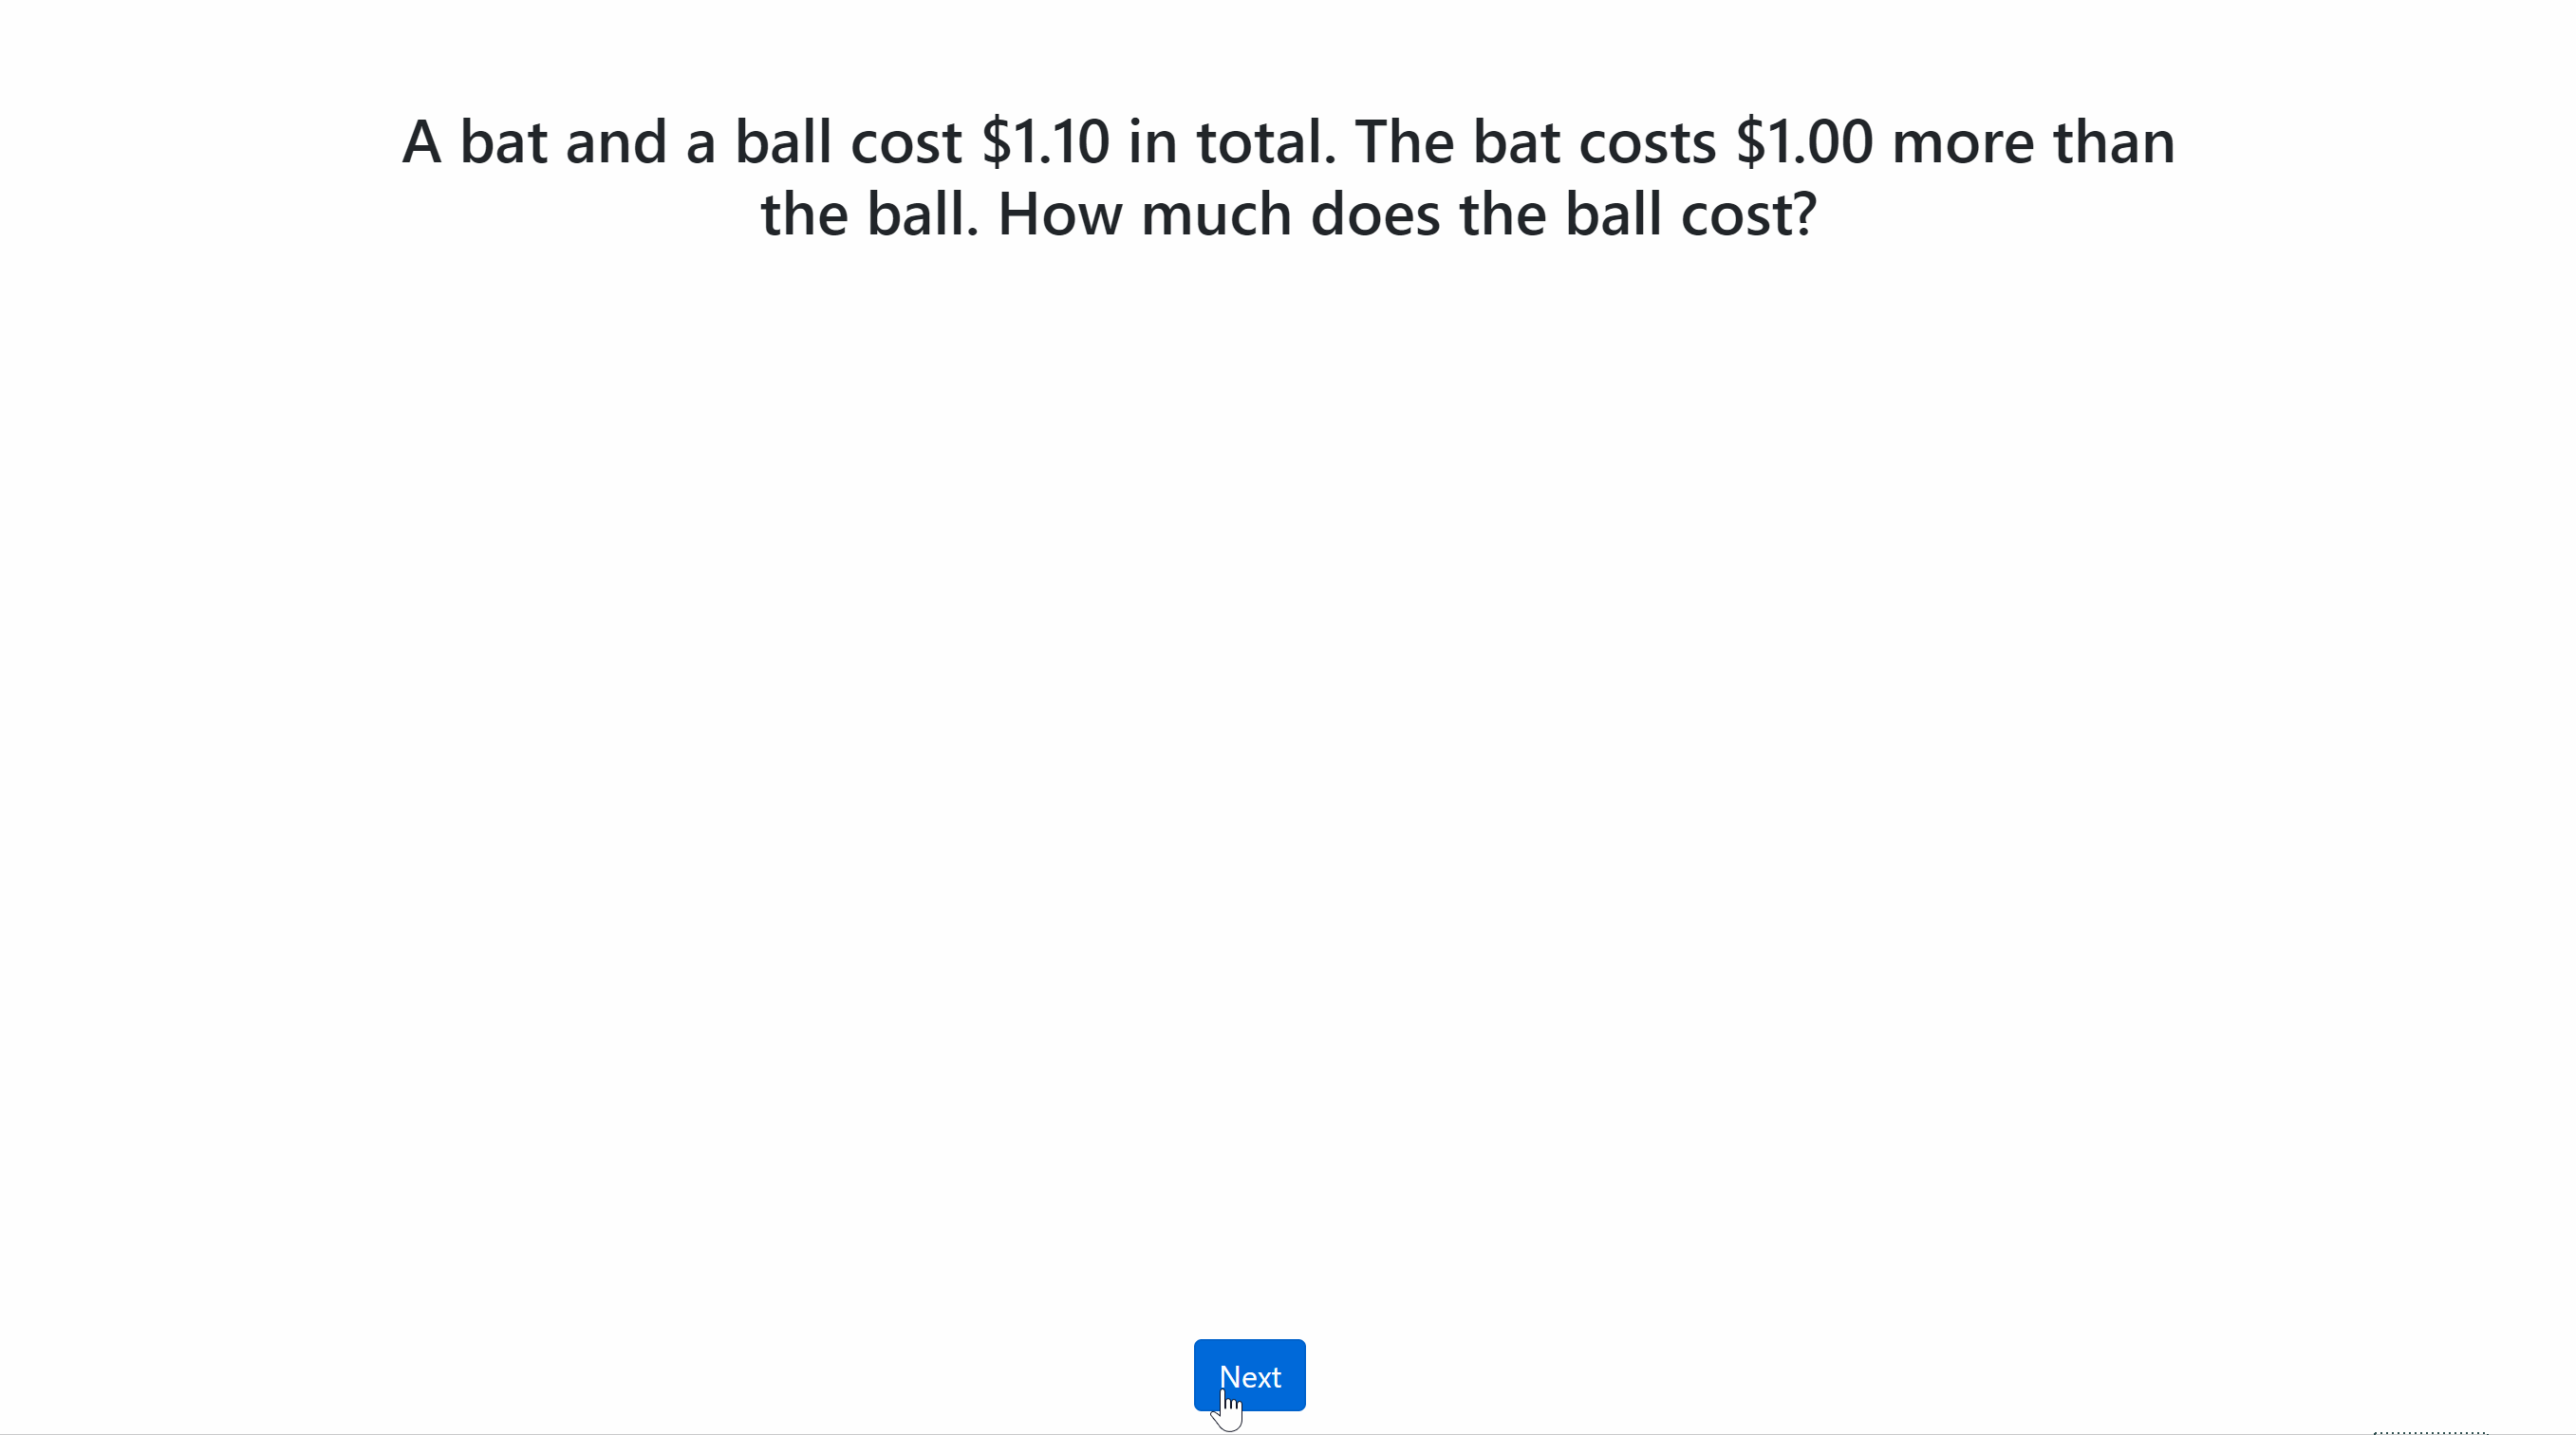 A bat and a ball cost $1.10 in total. The bat costs $1.00 more than
the ball. How much does the ball cost?
Next